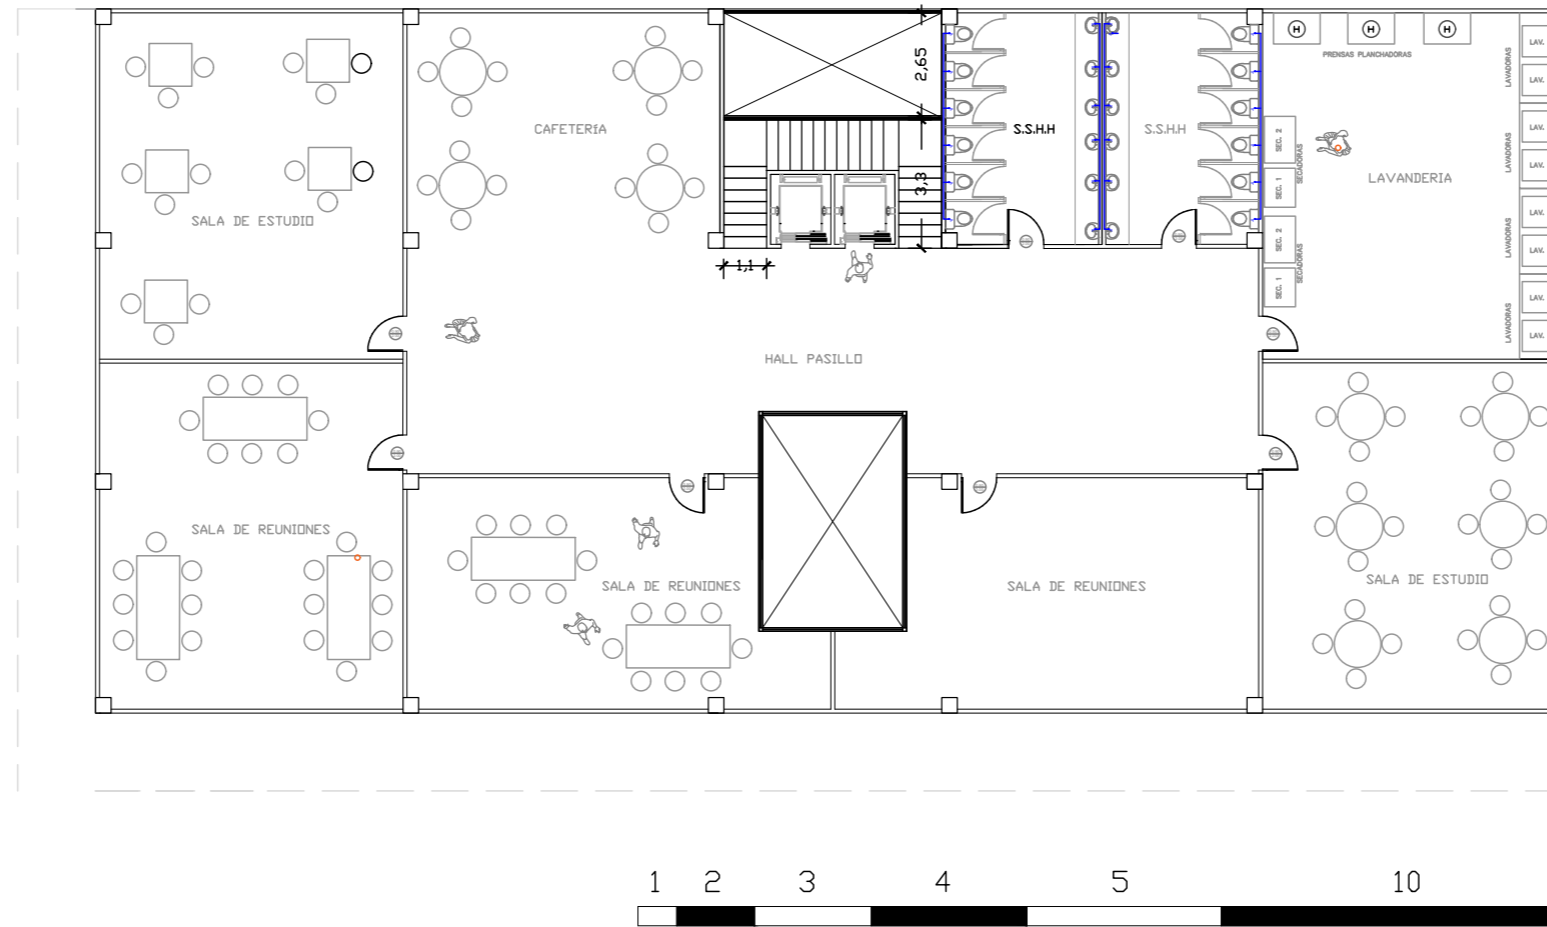 H
H
H
PRENSAS PLANCHADORAS
LAVADORAS
LAV.
LAV.
2,65
CAFETERíA
S.S.H.H
S.S.H.H
SEC. 2
SECADORAS
SEC. 1
LAVADORAS
LAV.
LAV.
LAVANDERIA
3,3
SALA DE ESTUDIO
SEC. 2
SECADORAS
SEC. 1
LAVADORAS
LAV.
LAV.
1,1
LAVADORAS
LAV.
LAV.
HALL PASILLO
SALA DE REUNIONES
SALA DE REUNIONES
SALA DE REUNIONES
SALA DE ESTUDIO
1 2 3 4 5 10